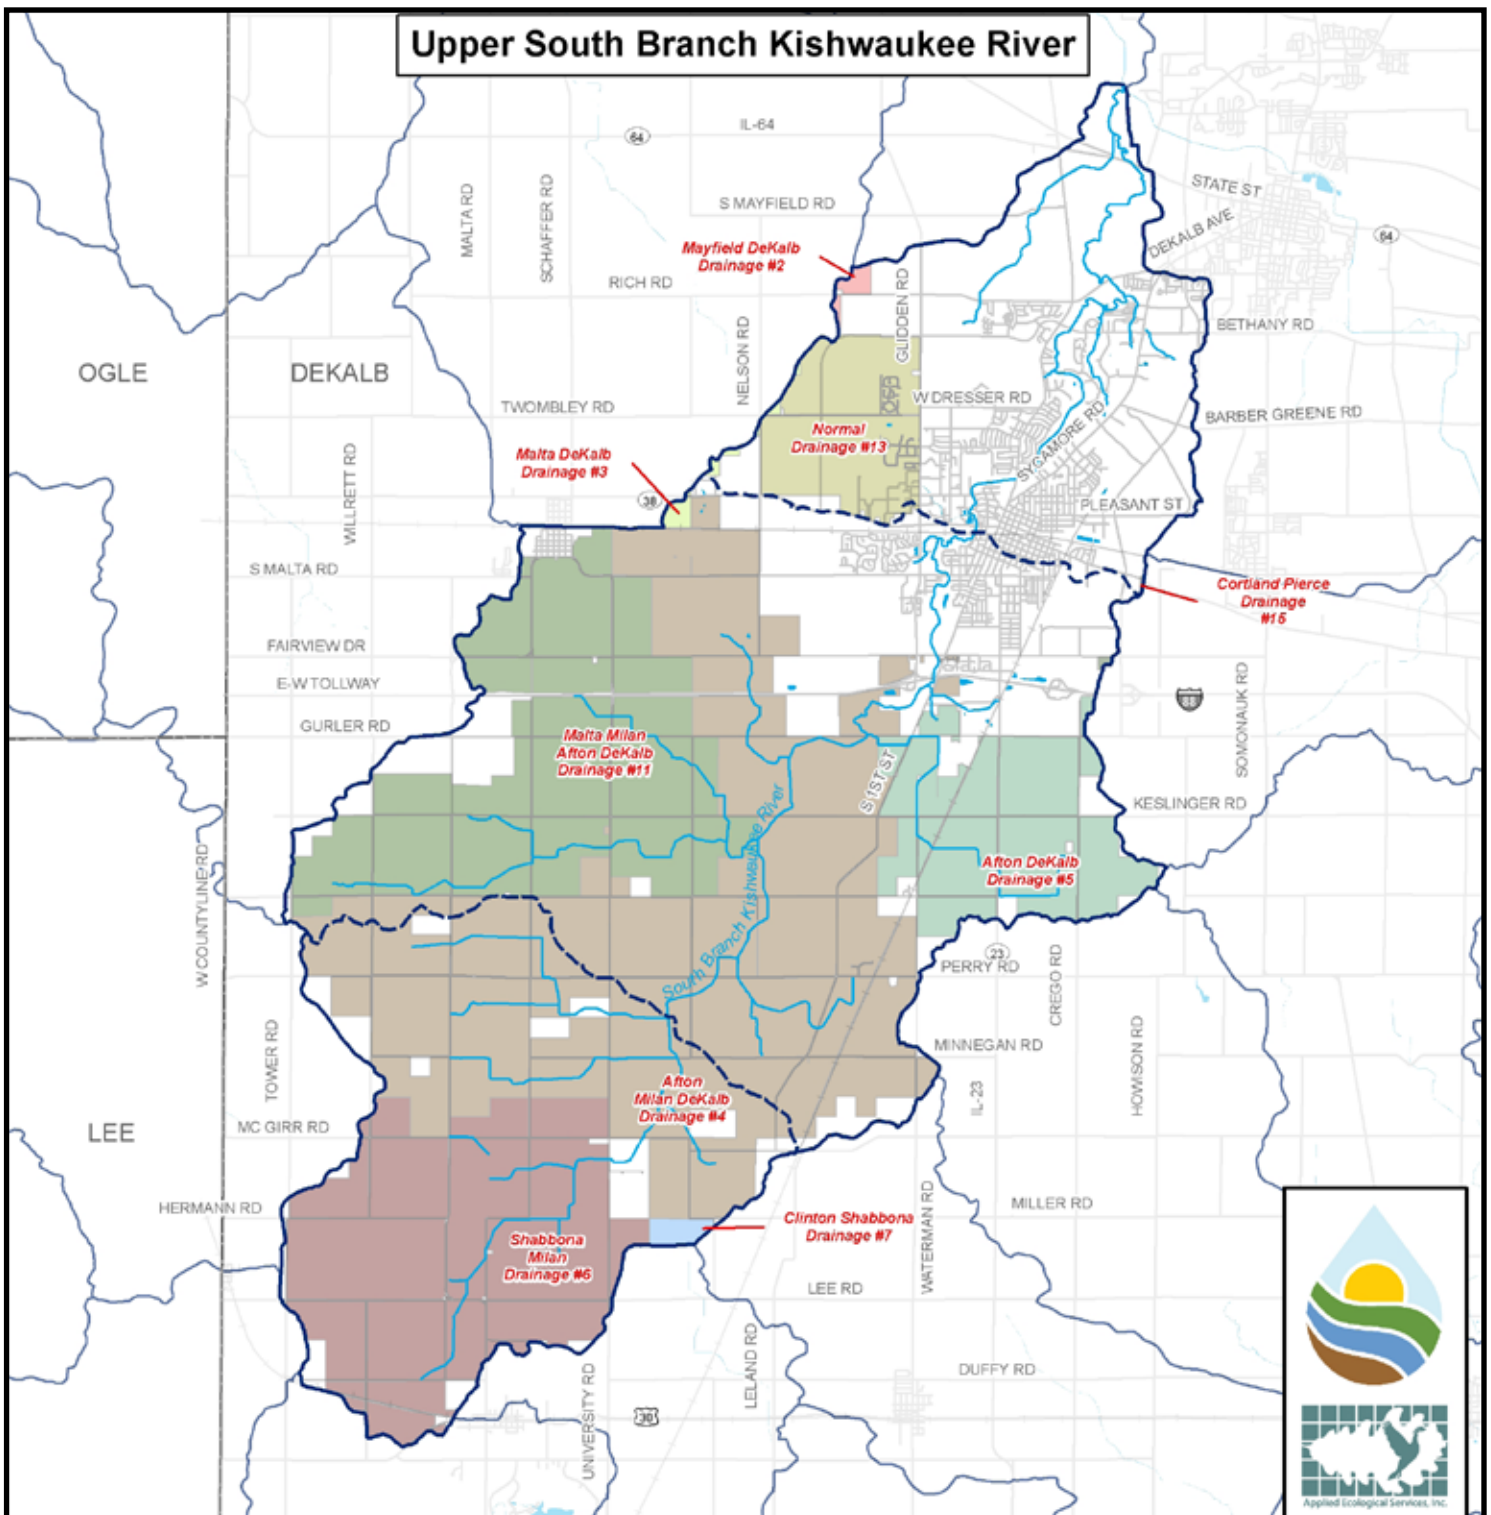 Upper South Branch Kishwaukee River
IL-64
64
MALTA RD
SCHAFFER RD
S MAYFIELD RD
STATE ST
DEKALB AVE
64
Mayfield DeKalb
Drainage #2
RICH RD
GLIDDEN RD
NELSON RD
BETHANY RD
OGLE
DEKALB
TWOMBLEY RD
W DRESSER RD
BARBER GREENE RD
Normal
Drainage #13
SYCAMORE RD
Malta DeKalb
Drainage #3
38
WILLRETT RD
PLEASANT ST
S MALTA RD
Cortland Pierce
Drainage
#15
FAIRVIEW DR
E-W TOLLWAY
GURLER RD
SOMONAUK RD
Malta Milan
Afton DeKalb
Drainage #11
S 1ST ST
KESLINGER RD
South Branch Kishwaukee River
W COUNTYLINE RD
Afton DeKalb
Drainage #5
23
PERRY RD
CREGO RD
TOWER RD
MINNEGAN RD
HOWISON RD
IL-23
Afton
Milan DeKalb
Drainage #4
LEE
MC GIRR RD
HERMANN RD
WATERMAN RD
MILLER RD
Clinton Shabbona
Drainage #7
Shabbona
Milan
Drainage #6
LEE RD
LELAND RD
DUFFY RD
UNIVERSITY RD
30
Applied Ecological Services, Inc.